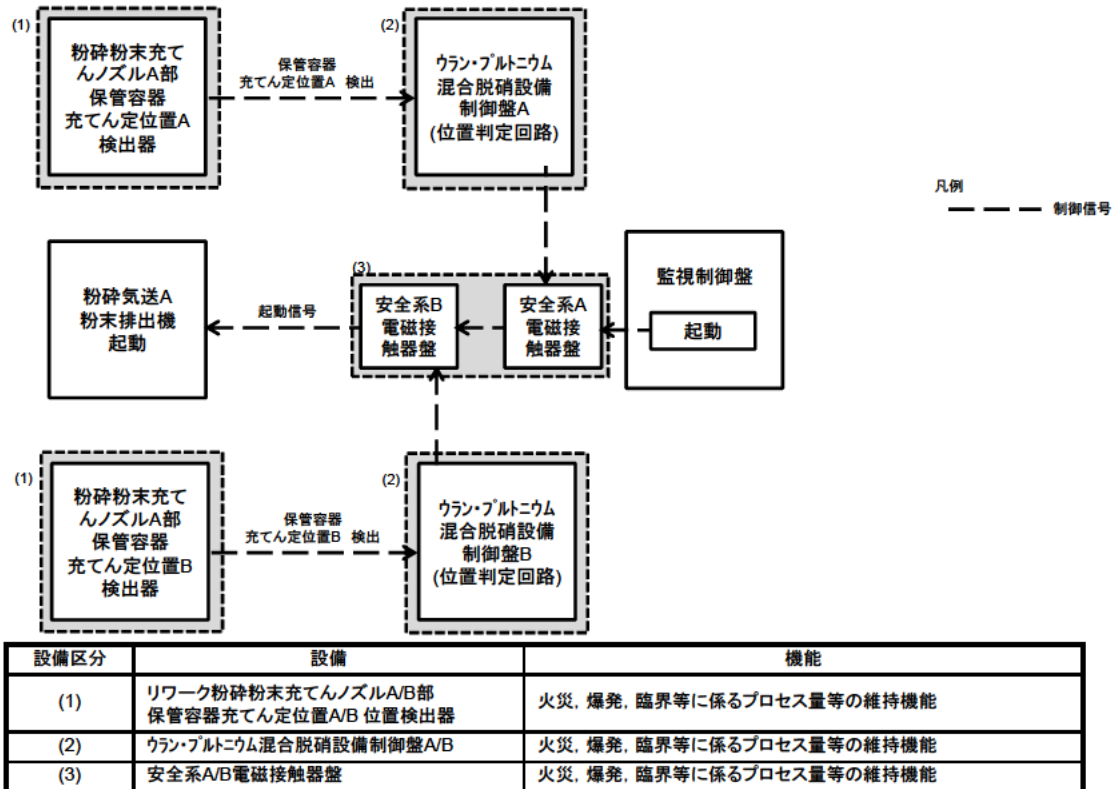 (1)
粉砕粉末充て
んノズルA部
保管容器
充てん定位置A
検出器
保管容器
充てん定位置A 検出
(2)
ウラン・プルトニウム
混合脱硝設備
制御盤A
(位置判定回路)
凡例
制御信号
粉砕気送A
粉末排出機
起動
起動信号
(3)
安全系B
電磁接
触器盤
安全系A
電磁接
触器盤
監視制御盤
起動
(1)
粉砕粉末充て
んノズルA部
保管容器
充てん定位置B
検出器
保管容器
充てん定位置B 検出
(2)
ウラン・プルトニウム
混合脱硝設備
制御盤B
(位置判定回路)
設備区分 設備 機能
(1) リワーク粉砕粉末充てんノズルA/B部
保管容器充てん定位置A/B 位置検出器 火災, 爆発, 臨界等に係るプロセス量等の維持機能
(2) ウラン・プルトニウム混合脱硝設備制御盤A/B 火災, 爆発, 臨界等に係るプロセス量等の維持機能
(3) 安全系A/B電磁接触器盤 火災, 爆発, 臨界等に係るプロセス量等の維持機能